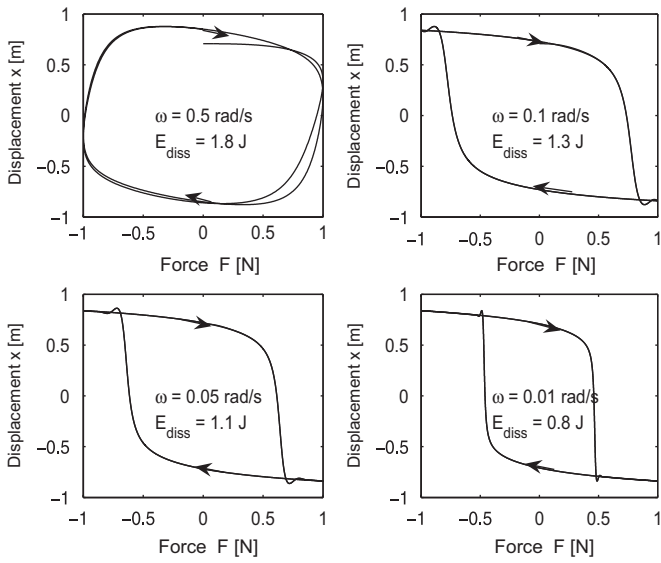 Displacement x [m]
1
0.5
0
−0.5
−1
−1
−0.5
0
0.5
1
Force F [N]
ω = 0.5 rad/s
E_diss = 1.8 J
Displacement x [m]
1
0.5
0
−0.5
−1
−1
−0.5
0
0.5
1
Force F [N]
ω = 0.1 rad/s
E_diss = 1.3 J
Displacement x [m]
1
0.5
0
−0.5
−1
−1
−0.5
0
0.5
1
Force F [N]
ω = 0.05 rad/s
E_diss = 1.1 J
Displacement x [m]
1
0.5
0
−0.5
−1
−1
−0.5
0
0.5
1
Force F [N]
ω = 0.01 rad/s
E_diss = 0.8 J